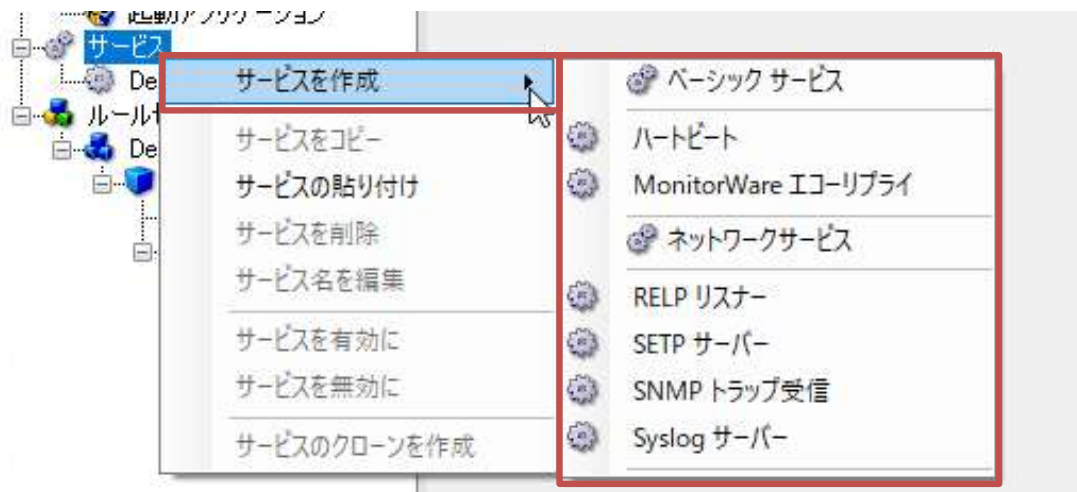 起動アプリケーション
サービス
De
サービスを作成
サービスをコピー
サービスの貼り付け
サービスを削除
サービス名を編集
サービスを有効に
サービスを無効に
サービスのクローンを作成
ルール
De
ベーシック サービス
ハートビート
MonitorWare エコーリプライ
ネットワークサービス
RELP リスナー
SETP サーバー
SNMP トラップ受信
Syslog サーバー